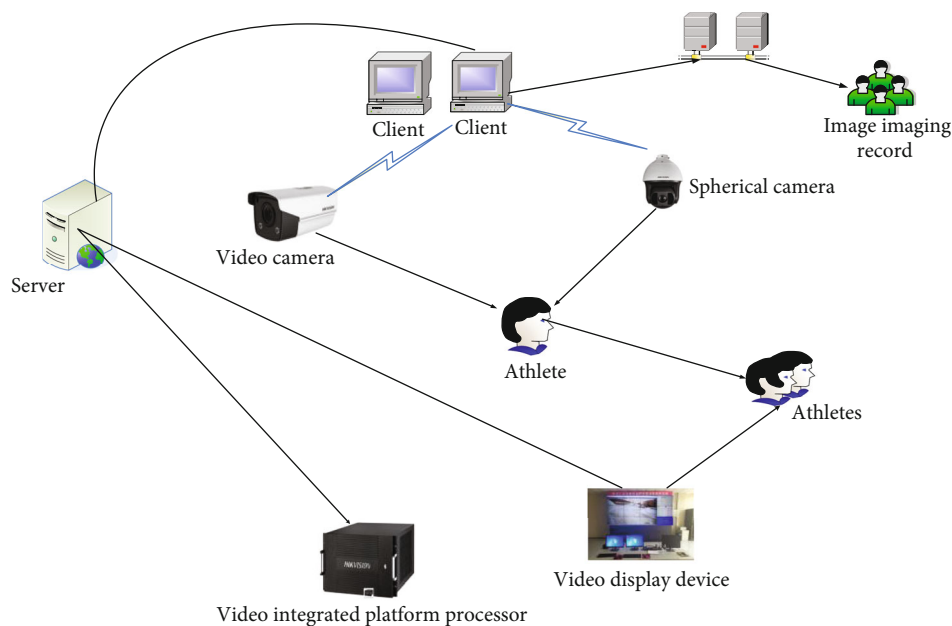 Client
Client
Image imaging
record
Spherical camera
Video camera
Server
Athlete
Athletes
HIKVISION
Video display device
Video integrated platform processor